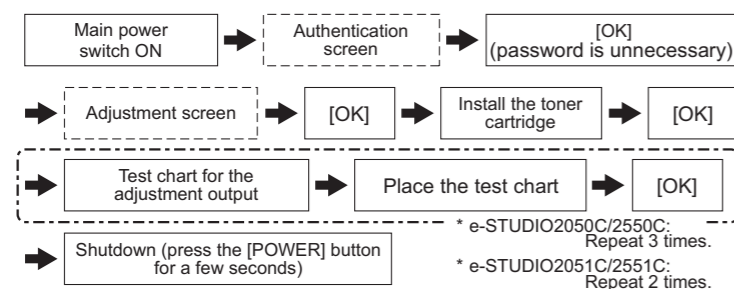 Main power
switch ON
Authentication
screen
[OK]
(password is unnecessary)
Adjustment screen
[OK]
Install the toner
cartridge
[OK]
Test chart for the
adjustment output
Place the test chart
[OK]
* e-STUDIO2050C/2550C:
Repeat 3 times.
Shutdown (press the [POWER] button
for a few seconds)
* e-STUDIO2051C/2551C:
Repeat 2 times.